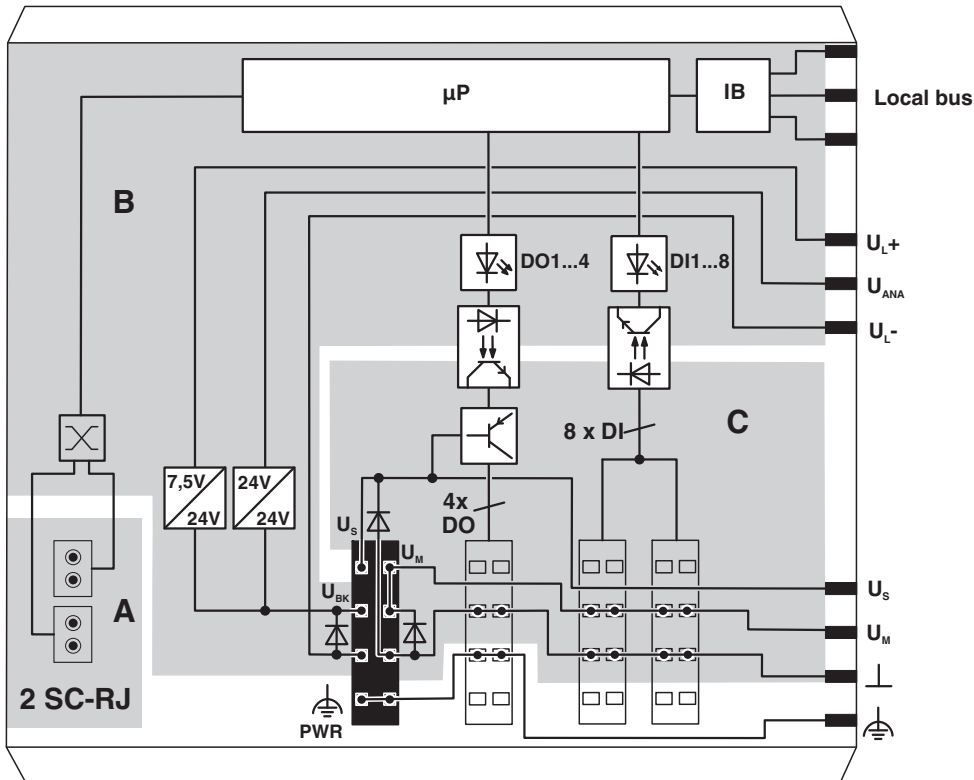 µP
IB
Local bus
B
U_L+
DO1...4
DI1...8
U_ANA
U_L-
C
8 x DI
7,5V
24V
24V
24V
4x
DO
U_S
U_M
U_BK
U_S
A
U_M
2 SC-RJ
PWR